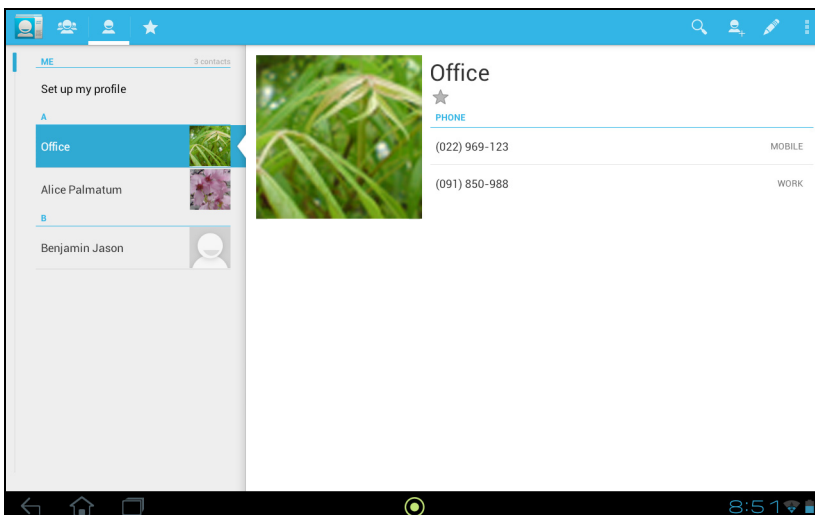 ME 3 contacts
Set up my profile
A
Office
Alice Palmatum
B
Benjamin Jason
Office
PHONE
(022) 969-123 MOBILE
(091) 850-988 WORK
8:51